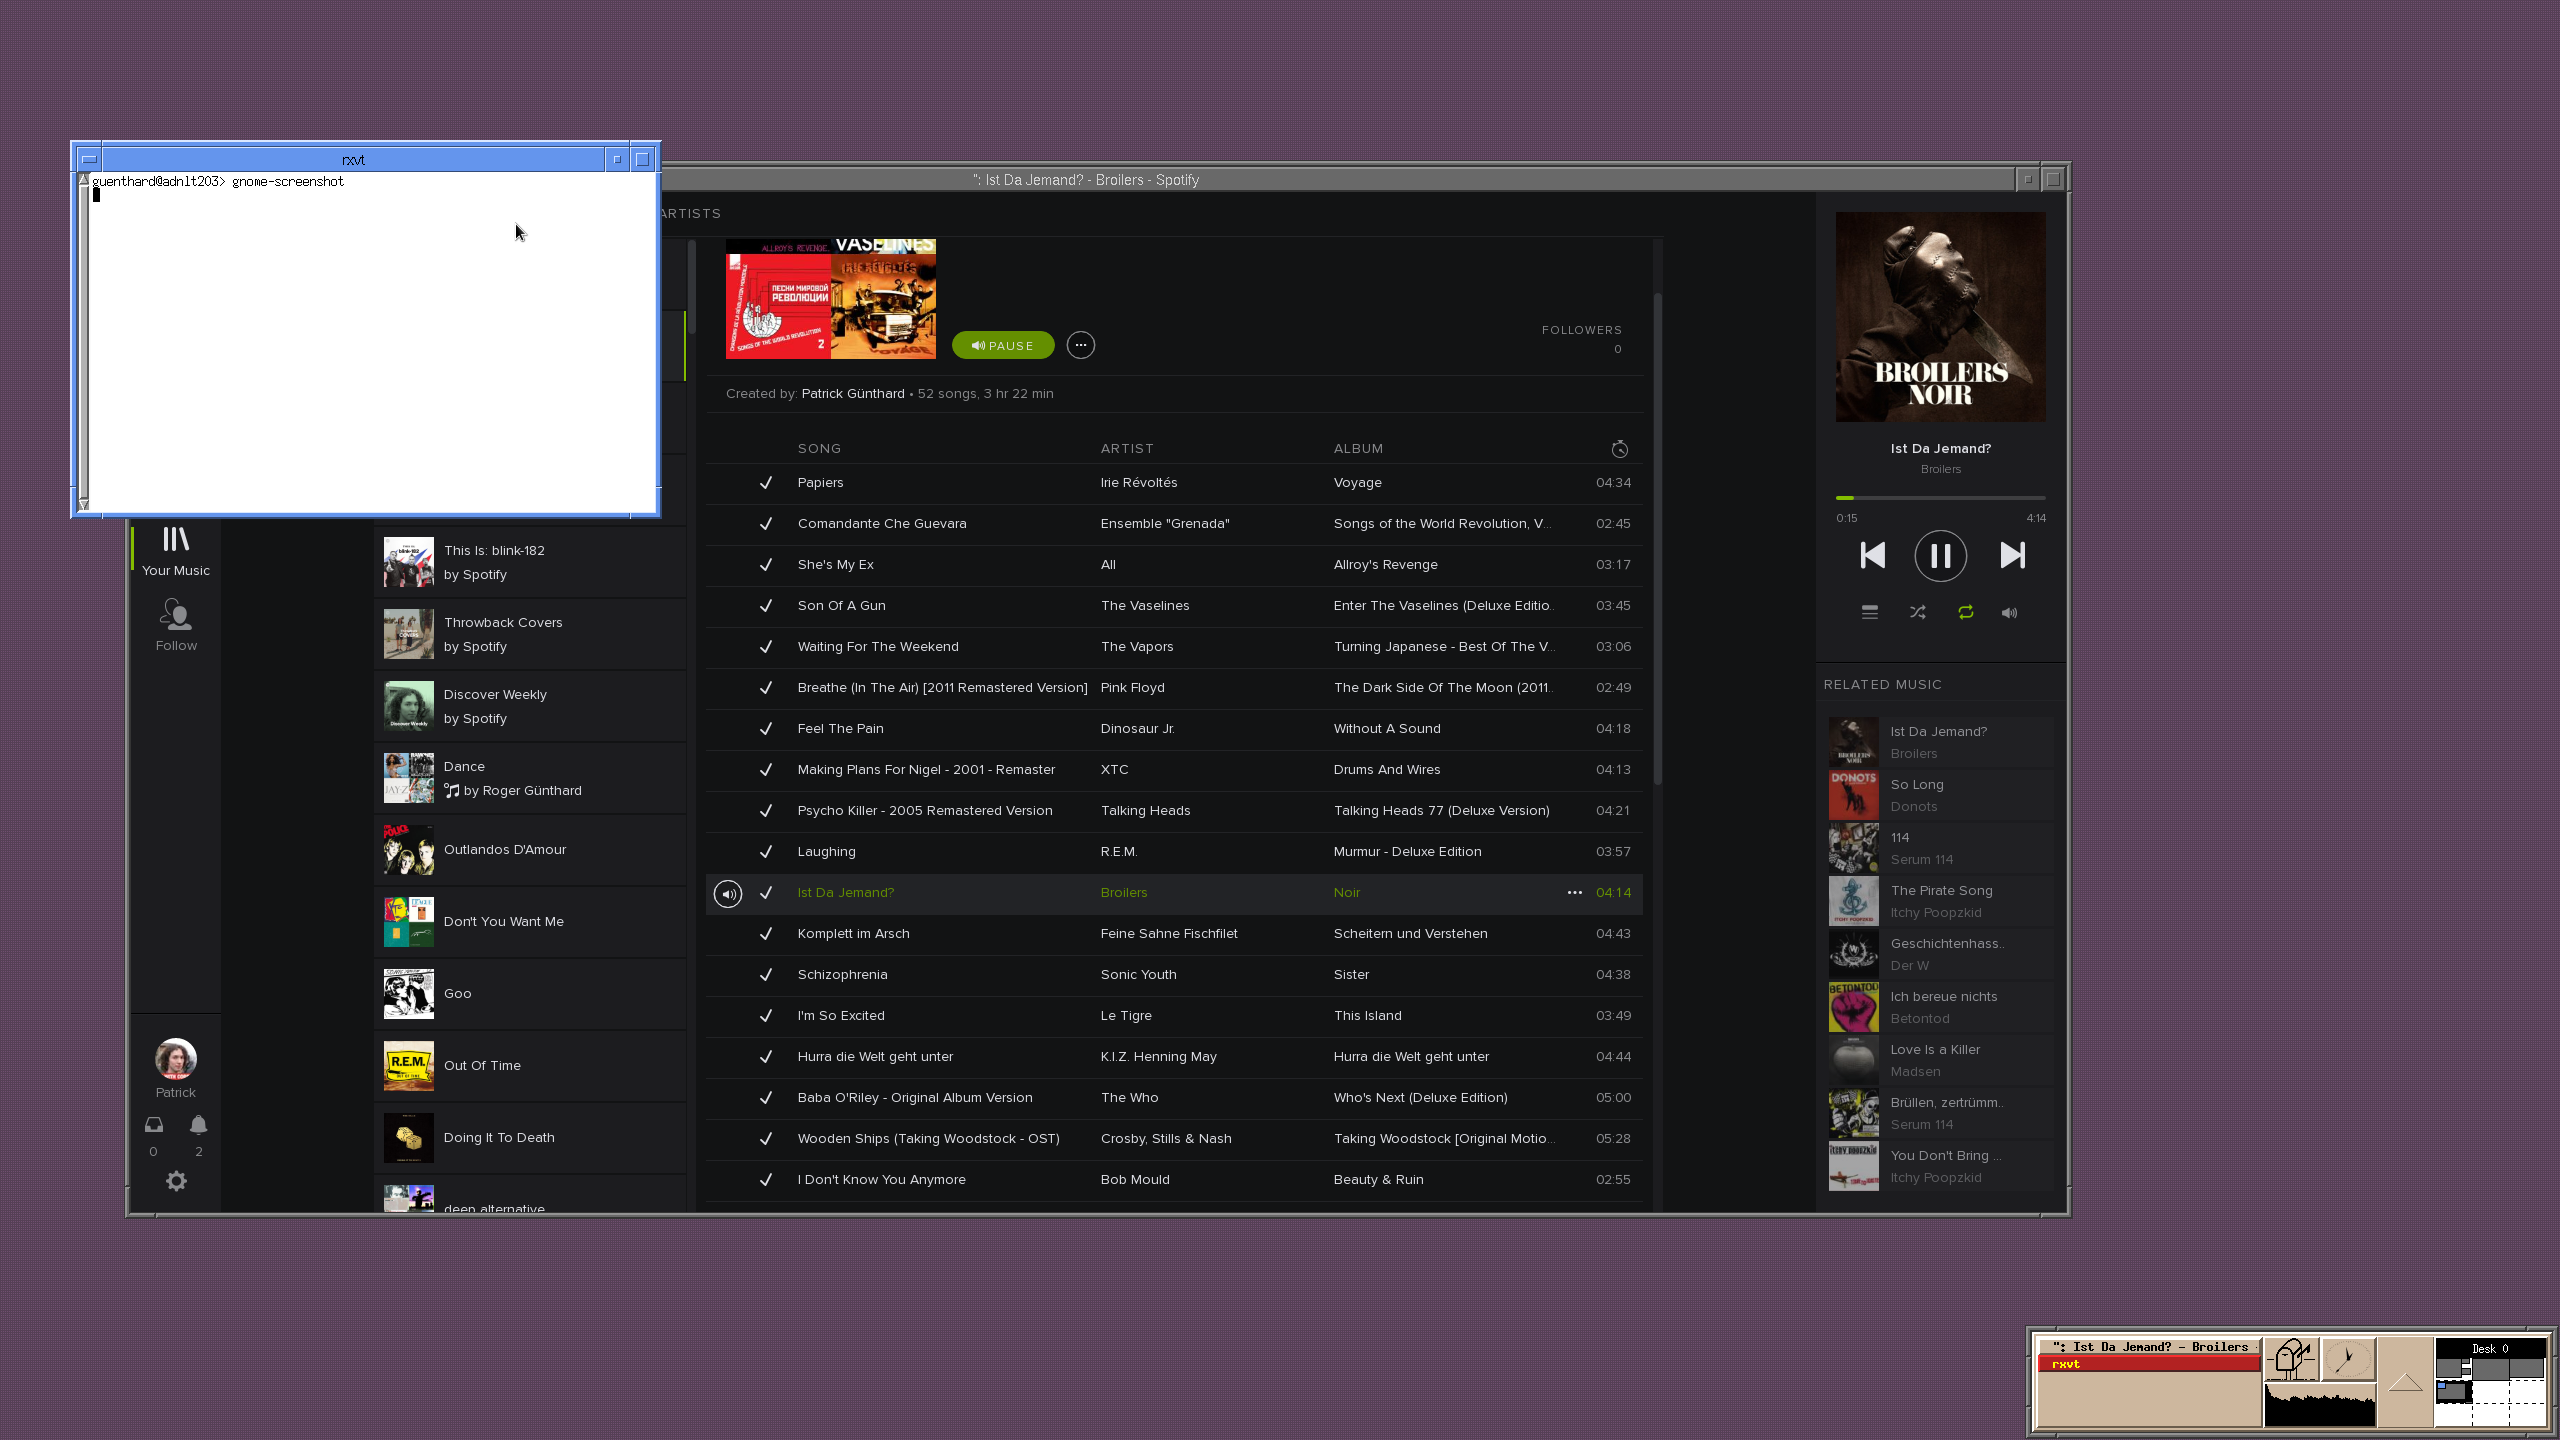 rxvt
guenthard@adnlt203> gnome-screenshot
": Ist Da Jemand? - Broilers - Spotify
ARTISTS
Your Music
Follow
Patrick
0 2
This Is: blink-182
by Spotify
Throwback Covers
by Spotify
Discover Weekly
by Spotify
Dance
by Roger Günthard
Outlandos D'Amour
Don't You Want Me
Goo
Out Of Time
Doing It To Death
deep alternative
ALLROY'S REVENGE..
VASELINES
ПЕСНИ МИРОВОЙ
РЕВОЛЮЦИИ
SONGS OF THE WORLD REVOLUTION
2
VOYAGE
PAUSE
FOLLOWERS
0
Created by: Patrick Günthard • 52 songs, 3 hr 22 min
SONG ARTIST ALBUM
Papiers Irie Révoltés Voyage 04:34
Comandante Che Guevara Ensemble "Grenada" Songs of the World Revolution, V... 02:45
She's My Ex All Allroy's Revenge 03:17
Son Of A Gun The Vaselines Enter The Vaselines (Deluxe Editio.. 03:45
Waiting For The Weekend The Vapors Turning Japanese - Best Of The V... 03:06
Breathe (In The Air) [2011 Remastered Version] Pink Floyd The Dark Side Of The Moon (2011.. 02:49
Feel The Pain Dinosaur Jr. Without A Sound 04:18
Making Plans For Nigel - 2001 - Remaster XTC Drums And Wires 04:13
Psycho Killer - 2005 Remastered Version Talking Heads Talking Heads 77 (Deluxe Version) 04:21
Laughing R.E.M. Murmur - Deluxe Edition 03:57
Ist Da Jemand? Broilers Noir ••• 04:14
Komplett im Arsch Feine Sahne Fischfilet Scheitern und Verstehen 04:43
Schizophrenia Sonic Youth Sister 04:38
I'm So Excited Le Tigre This Island 03:49
Hurra die Welt geht unter K.I.Z. Henning May Hurra die Welt geht unter 04:44
Baba O'Riley - Original Album Version The Who Who's Next (Deluxe Edition) 05:00
Wooden Ships (Taking Woodstock - OST) Crosby, Stills & Nash Taking Woodstock [Original Motio... 05:28
I Don't Know You Anymore Bob Mould Beauty & Ruin 02:55
BROILERS
NOIR
Ist Da Jemand?
Broilers
0:15 4:14
RELATED MUSIC
Ist Da Jemand?
Broilers
So Long
Donots
114
Serum 114
The Pirate Song
Itchy Poopzkid
Geschichtenhass..
Der W
Ich bereue nichts
Betontod
Love Is a Killer
Madsen
Brüllen, zertrümm..
Serum 114
You Don't Bring ...
Itchy Poopzkid
": Ist Da Jemand? - Broilers -
rxvt
Desk 0